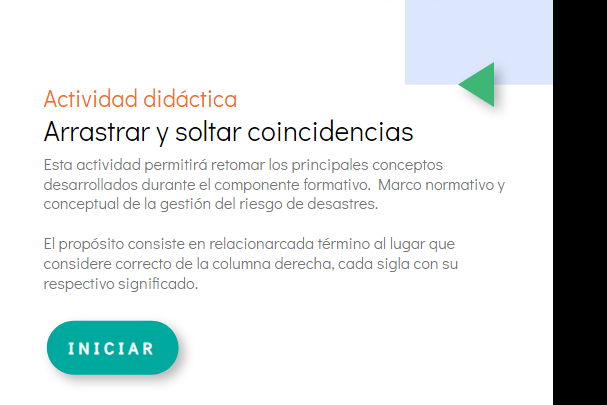 Actividad didáctica
Arrastrar y soltar coincidencias
Esta actividad permitirá retomar los principales conceptos
desarrollados durante el componente formativo.  Marco normativo y
conceptual de la gestión del riesgo de desastres.
El propósito consiste en relacionarcada término al lugar que
considere correcto de la columna derecha, cada sigla con su
respectivo significado.
INICIAR